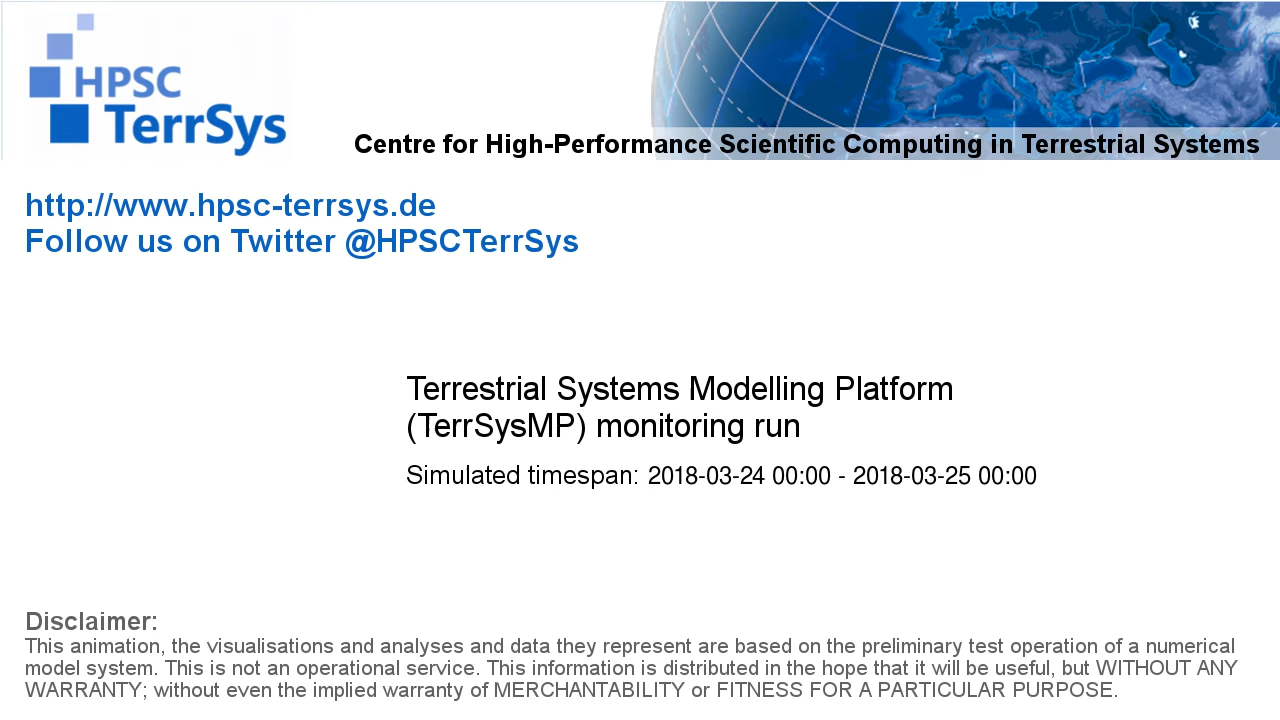 HPSC
TerrSys
Centre for High-Performance Scientific Computing in Terrestrial Systems
http://www.hpsc-terrsys.de
Follow us on Twitter @HPSCTerrSys
Terrestrial Systems Modelling Platform
(TerrSysMP) monitoring run
Simulated timespan: 2018-03-24 00:00 - 2018-03-25 00:00
Disclaimer:
This animation, the visualisations and analyses and data they represent are based on the preliminary test operation of a numerical
model system. This is not an operational service. This information is distributed in the hope that it will be useful, but WITHOUT ANY
WARRANTY; without even the implied warranty of MERCHANTABILITY or FITNESS FOR A PARTICULAR PURPOSE.